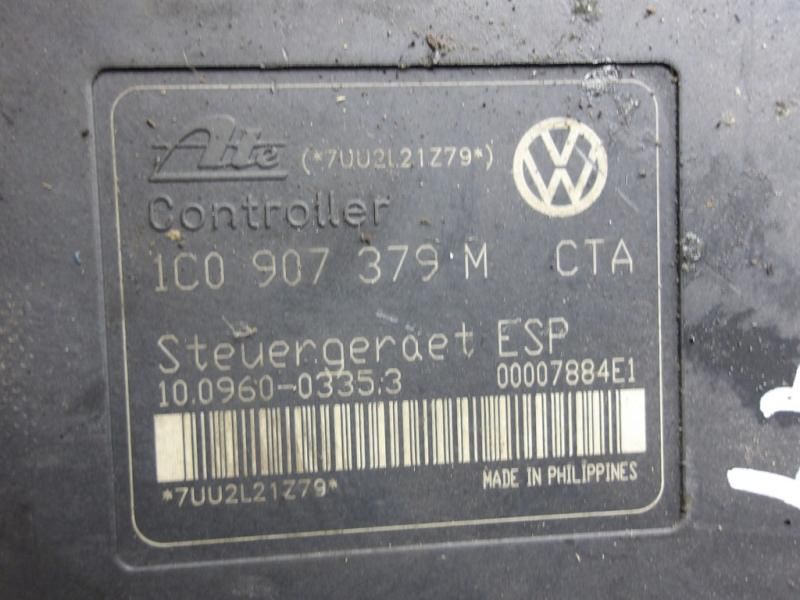 Ate (*7UU2L21Z79*)
Controller
1C0 907 379 M CTA
Steuergeraet ESP
10.0960-0335.3 00007884E1
*7UU2L21Z79* MADE IN PHILIPPINES